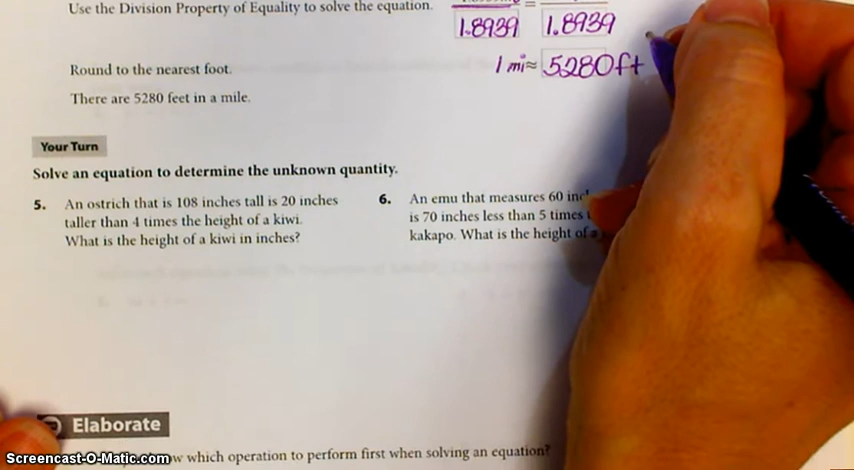 Use the Division Property of Equality to solve the equation.
=
1.8939 1.8939
Round to the nearest foot.
1 mi≈ 5280 ft
There are 5280 feet in a mile.
Your Turn
Solve an equation to determine the unknown quantity.
5. An ostrich that is 108 inches tall is 20 inches
taller than 4 times the height of a kiwi.
What is the height of a kiwi in inches?
6. An emu that measures 60
is 70 inches less than 5 times
kakapo. What is the height of a
Elaborate
which operation to perform first when solving an equation?
Screencast-O-Matic.com